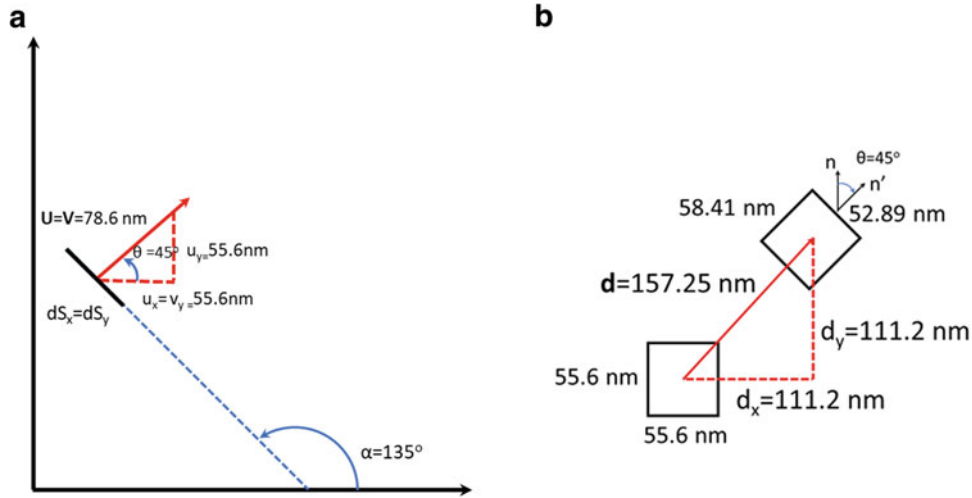 a
U=V=78.6 nm
θ =45°
uy=55.6nm
ux=vy =55.6nm
dSx=dSy
α=135°
b
n
θ=45°
n'
58.41 nm
52.89 nm
d=157.25 nm
dy=111.2 nm
55.6 nm
dx=111.2 nm
55.6 nm